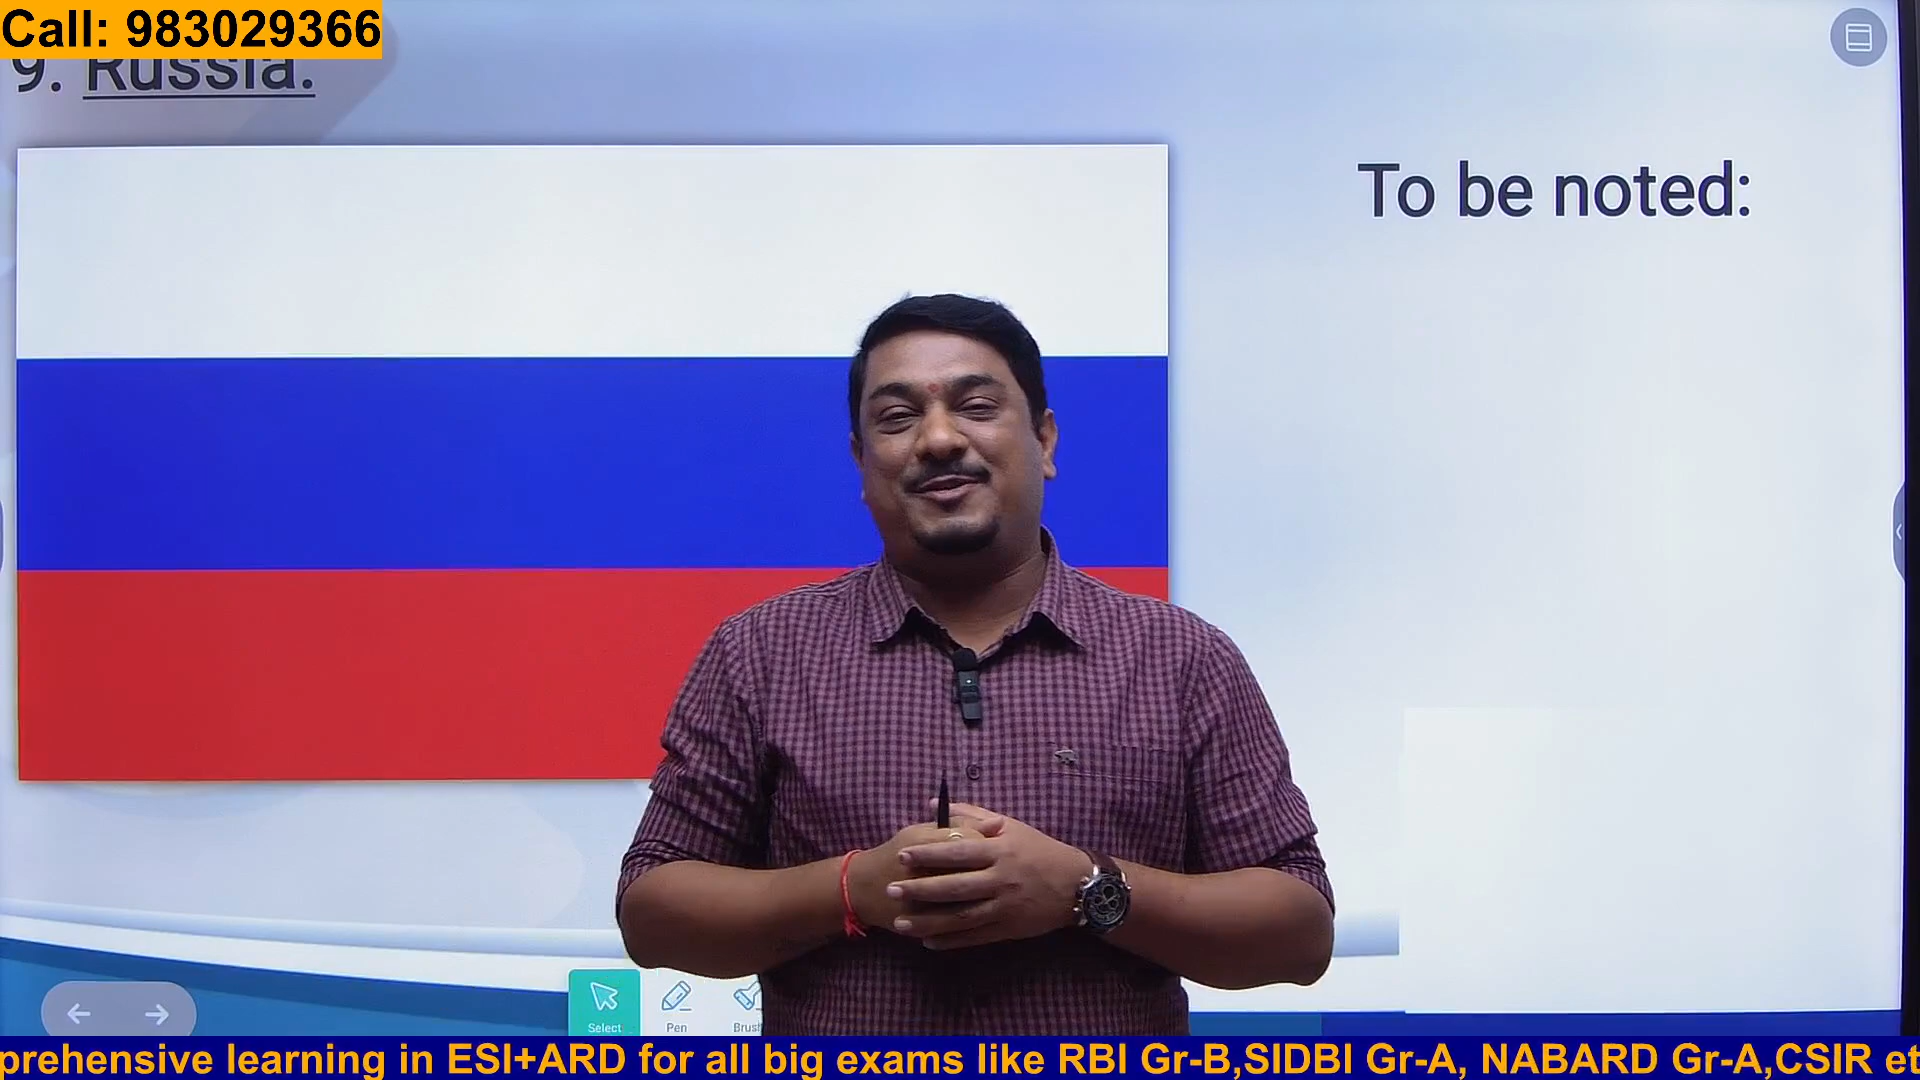 Call: 983029366
9. Russia.
To be noted:
Select
Pen
Brush
prehensive learning in ESI+ARD for all big exams like RBI Gr-B,SIDBI Gr-A, NABARD Gr-A,CSIR et